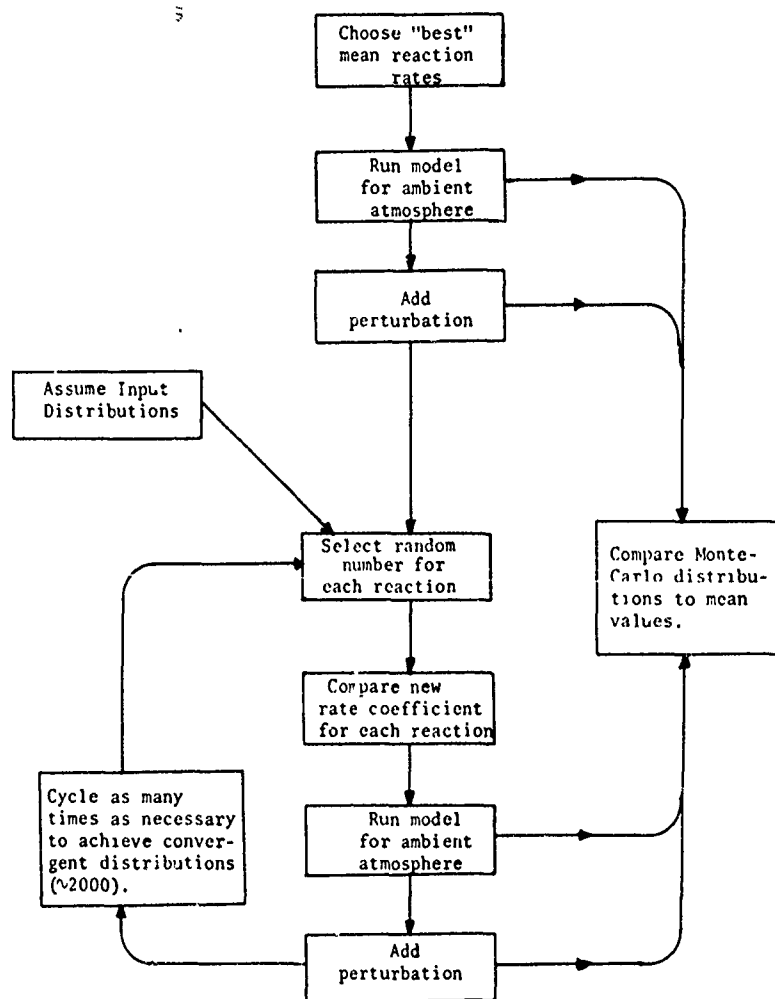 Choose "best"
mean reaction
rates
Run model
for ambient
atmosphere
Add
perturbation
Assume Input
Distributions
Select random
number for
each reaction
Compare Monte-
Carlo distribu-
tions to mean
values.
Compare new
rate coefficient
for each reaction
Cycle as many
times as necessary
to achieve conver-
gent distributions
(~2000).
Run model
for ambient
atmosphere
Add
perturbation